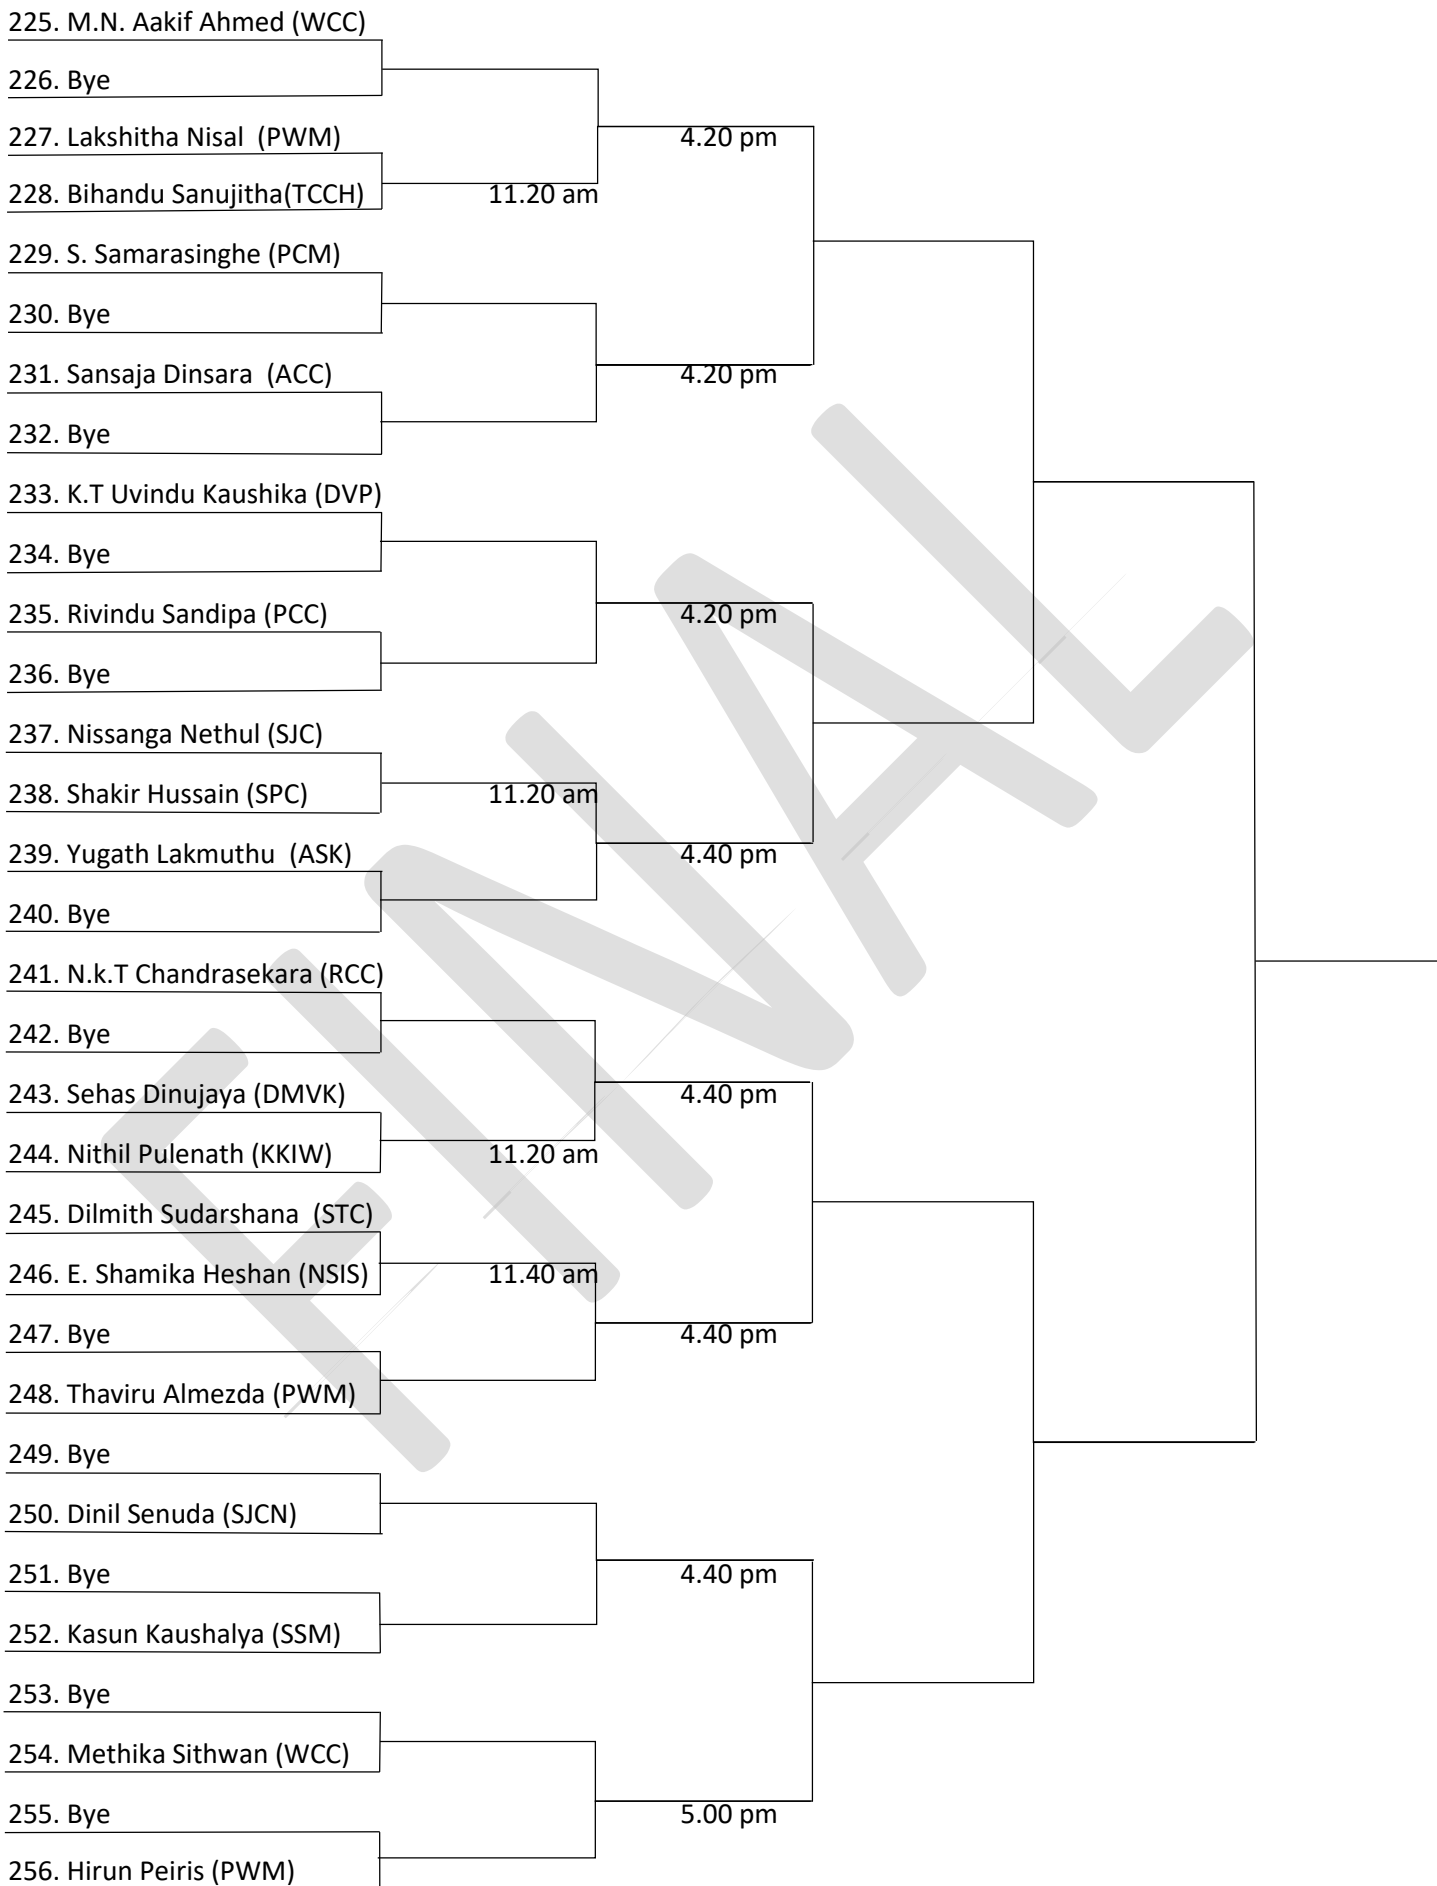 225. M.N. Aakif Ahmed (WCC)
226. Bye
227. Lakshitha Nisal (PWM)
4.20 pm
228. Bihandu Sanujitha(TCCH)
11.20 am
229. S. Samarasinghe (PCM)
230. Bye
231. Sansaja Dinsara (ACC)
4.20 pm
232. Bye
233. K.T Uvindu Kaushika (DVP)
234. Bye
235. Rivindu Sandipa (PCC)
4.20 pm
236. Bye
237. Nissanga Nethul (SJC)
238. Shakir Hussain (SPC)
11.20 am
239. Yugath Lakmuthu (ASK)
4.40 pm
240. Bye
241. N.k.T Chandrasekara (RCC)
242. Bye
243. Sehas Dinujaya (DMVK)
4.40 pm
244. Nithil Pulenath (KKIW)
11.20 am
245. Dilmith Sudarshana (STC)
246. E. Shamika Heshan (NSIS)
11.40 am
247. Bye
4.40 pm
248. Thaviru Almezda (PWM)
249. Bye
250. Dinil Senuda (SJCN)
251. Bye
4.40 pm
252. Kasun Kaushalya (SSM)
253. Bye
254. Methika Sithwan (WCC)
255. Bye
5.00 pm
256. Hirun Peiris (PWM)
FINAL